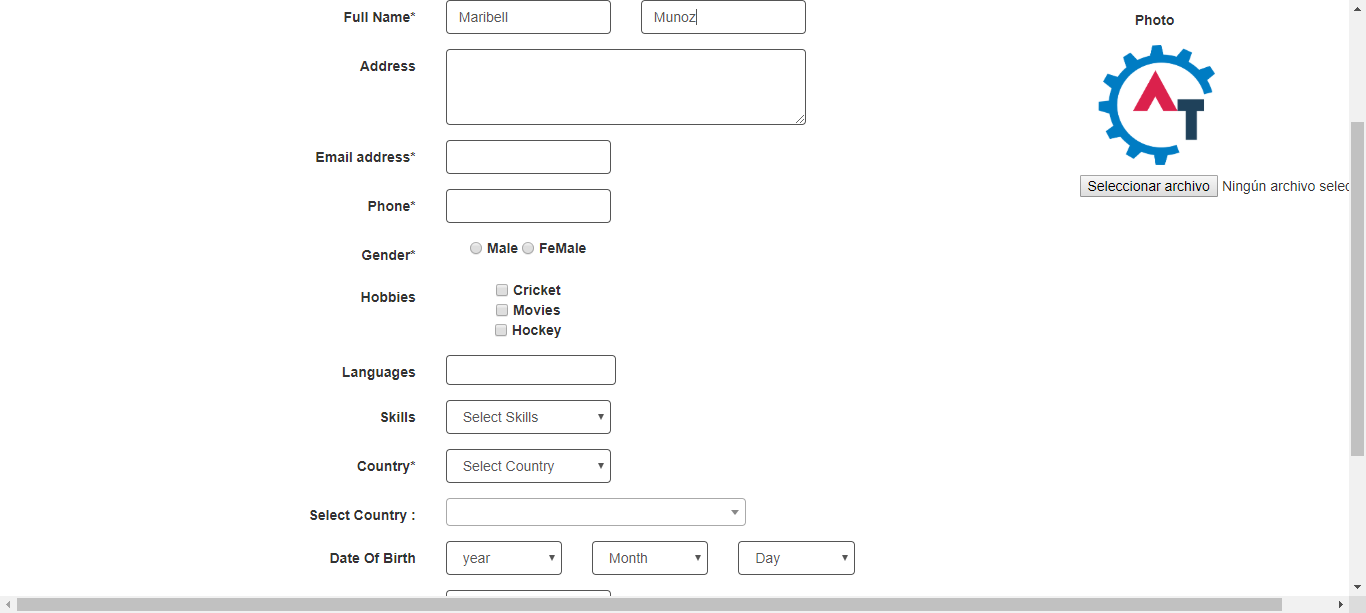 Full Name* Maribell Munoz
Photo
Address
AT
Email address*
Phone*
Seleccionar archivo Ningún archivo selec
Gender* Male FeMale
Hobbies Cricket
Movies
Hockey
Languages
Skills Select Skills
Country* Select Country
Select Country :
Date Of Birth year Month Day